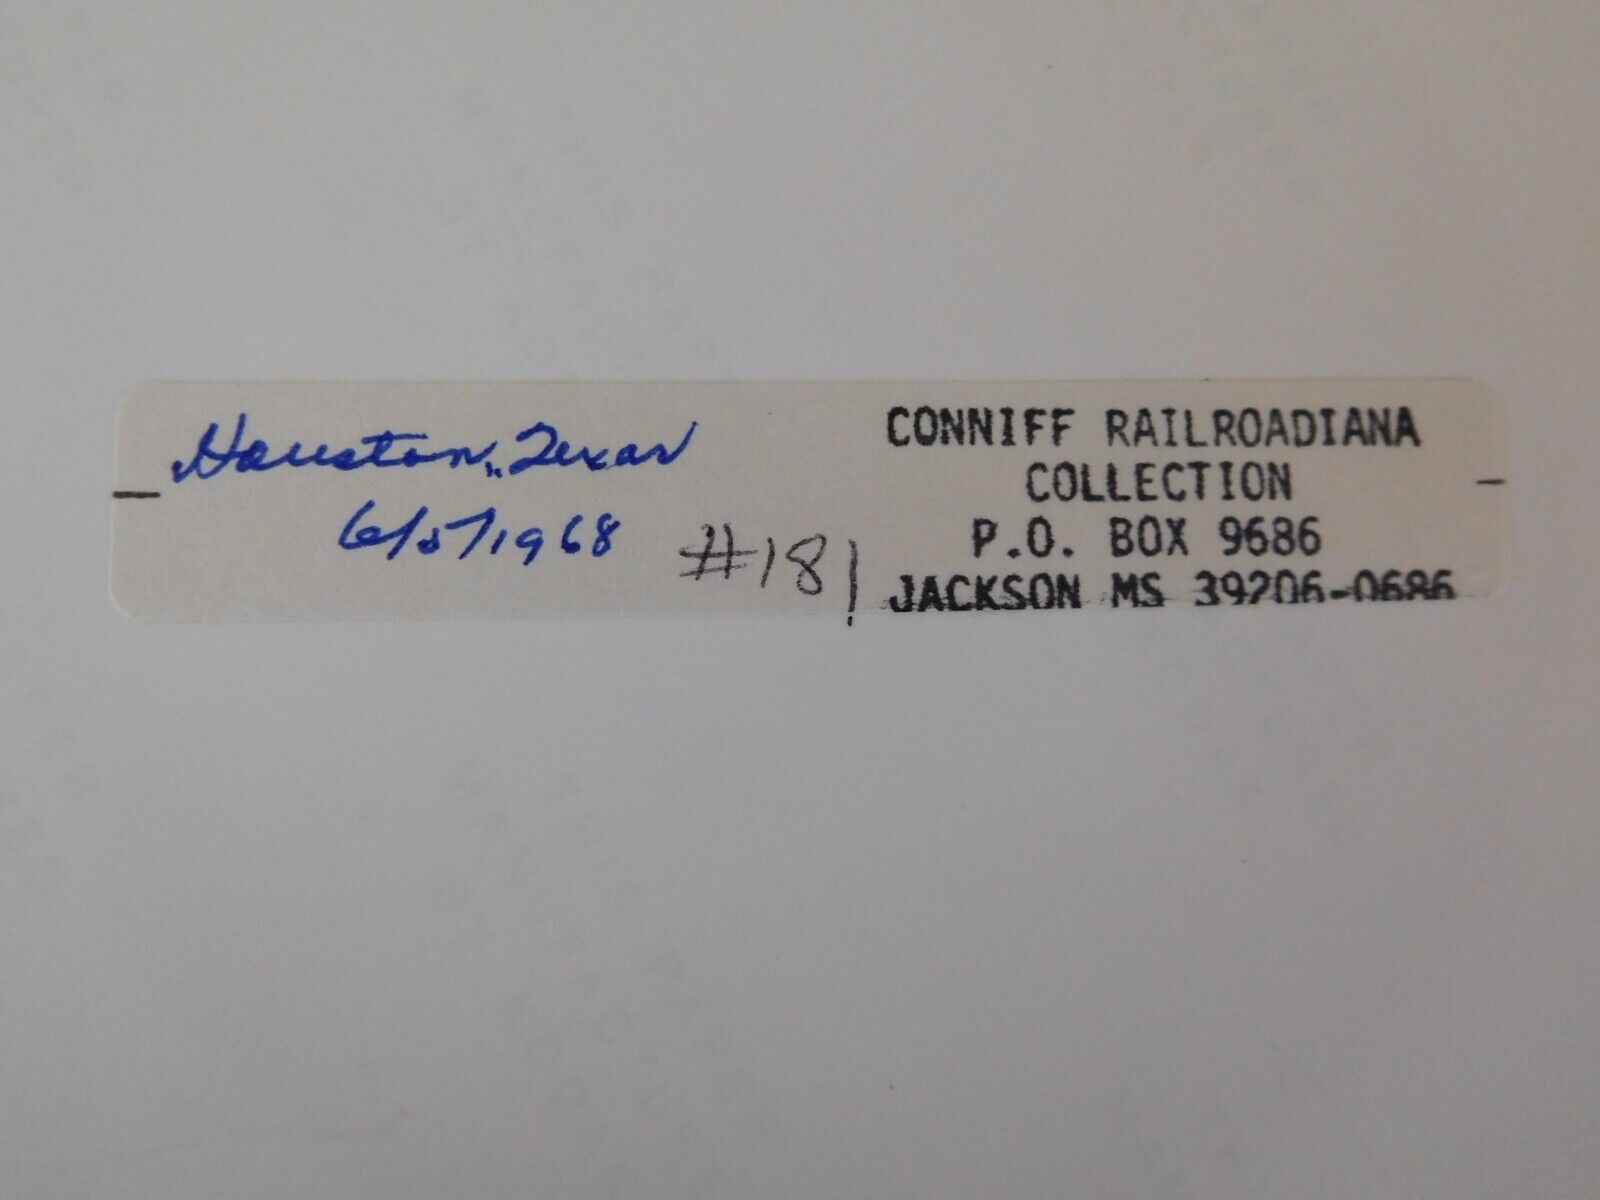 Houston, Texas
6/5/1968
#181
CONNIFF RAILROADIANA
COLLECTION
P.O. BOX 9686
JACKSON MS 39206-0686